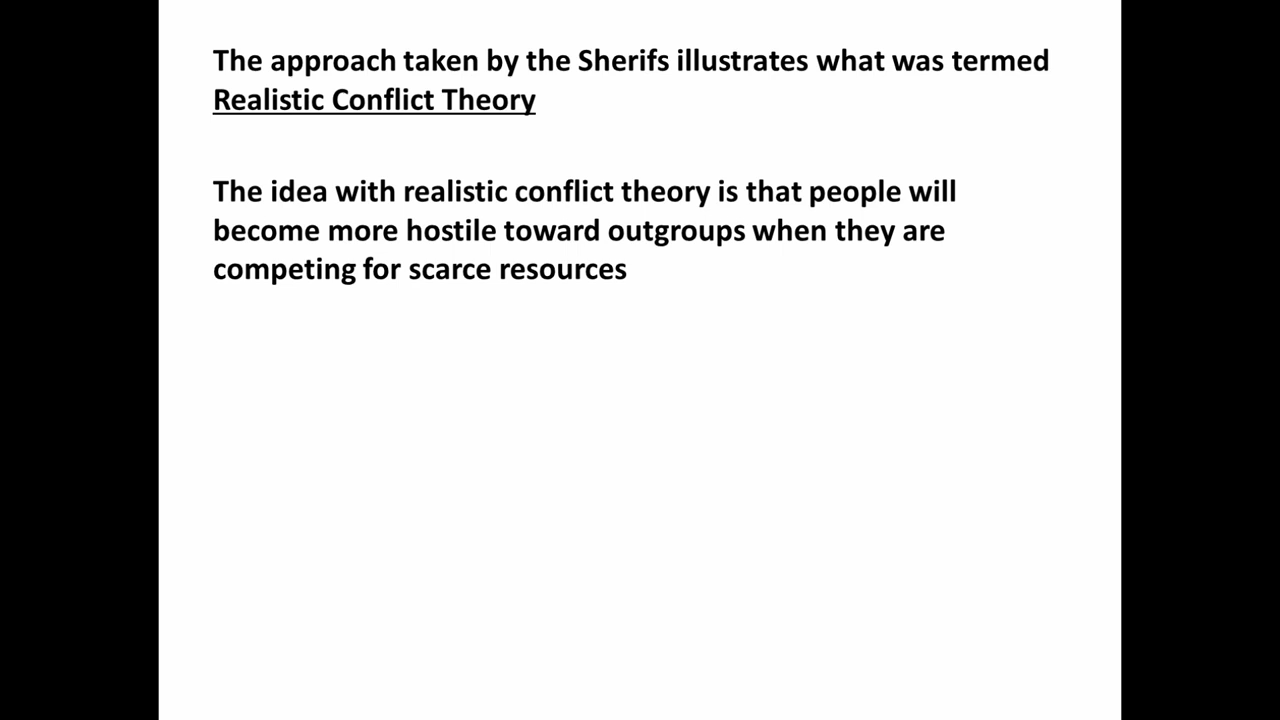 The approach taken by the Sherifs illustrates what was termed
Realistic Conflict Theory
The idea with realistic conflict theory is that people will
become more hostile toward outgroups when they are
competing for scarce resources